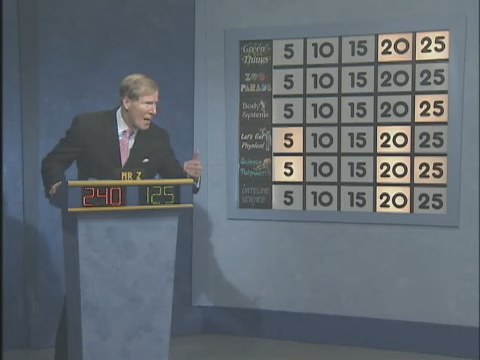 Green Things 5 10 15 20 25
ZOO PARADE 5 10 15 20 25
Body Systems 5 10 15 20 25
Let's Get Physical 5 10 15 20 25
Science 5 10 15 20 25
DATELINE SCIENCE 5 10 15 20 25
MR Z
240 125